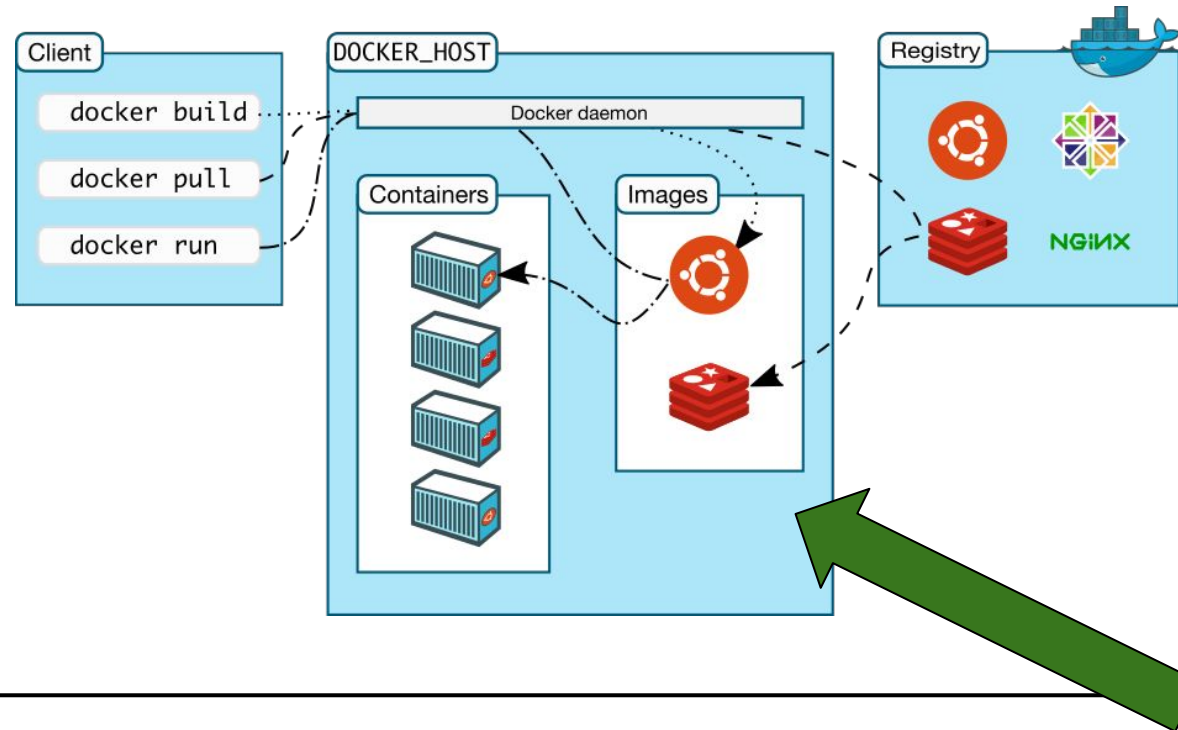 Client
docker build
docker pull
docker run
DOCKER_HOST
Docker daemon
Containers
Images
Registry
NGiNX